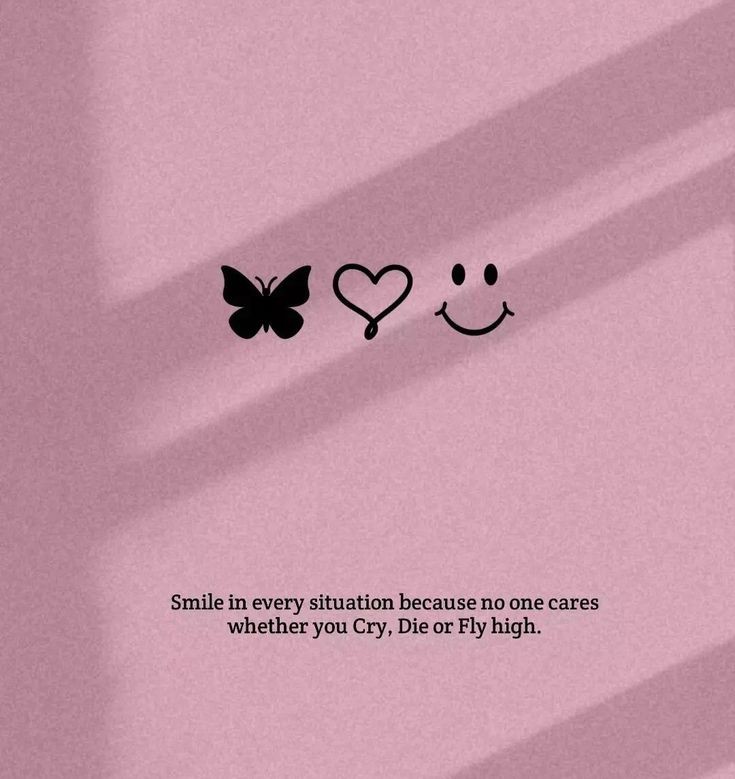 Smile in every situation because no one cares
whether you Cry, Die or Fly high.